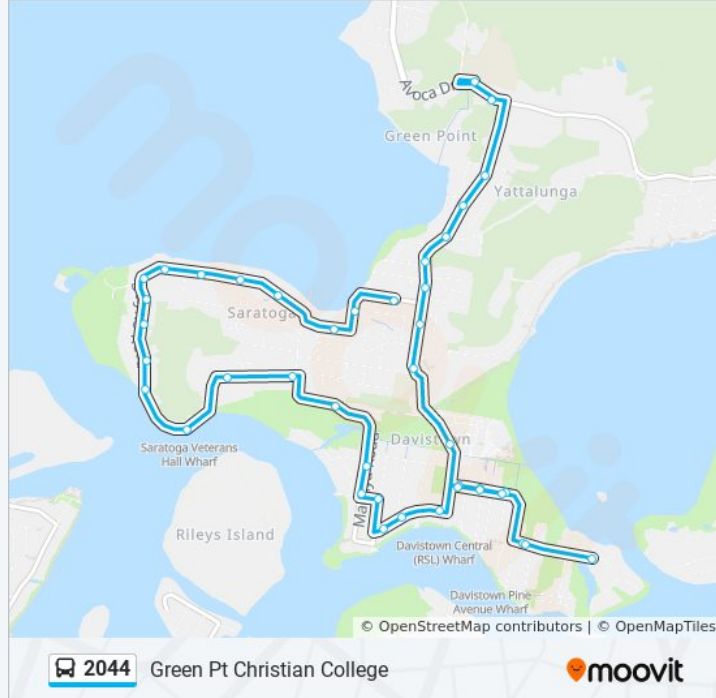 Avoca D
Green Point
Yattalunga
Saratoga
Davistown
Saratoga Veterans
Hall Wharf
Rileys Island
Davistown Central
(RSL) Wharf
Davistown Pine
Avenue Wharf
© OpenStreetMap contributors | © OpenMapTiles
2044
Green Pt Christian College
moovit